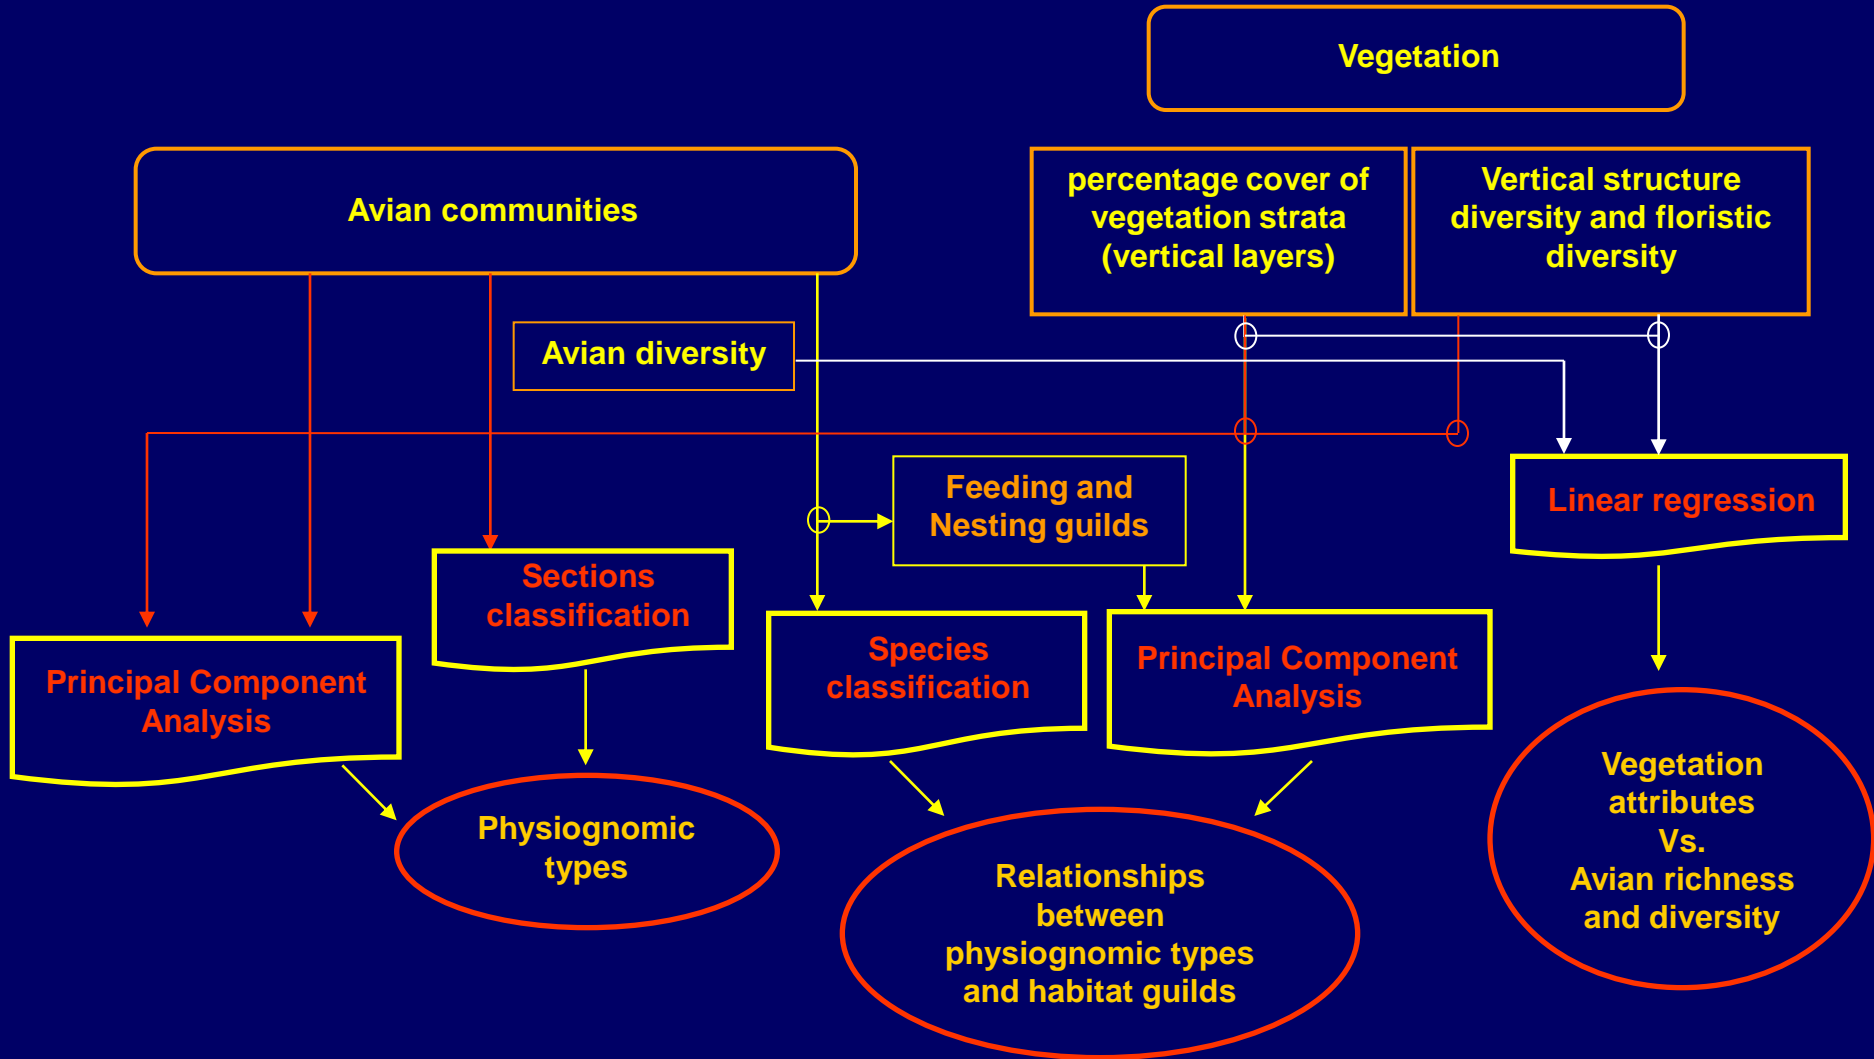 Vegetation
Avian communities
percentage cover of
vegetation strata
(vertical layers)
Vertical structure
diversity and floristic
diversity
Avian diversity
Feeding and
Nesting guilds
Linear regression
Sections
classification
Principal Component
Analysis
Species
classification
Principal Component
Analysis
Physiognomic
types
Relationships
between
physiognomic types
and habitat guilds
Vegetation
attributes
Vs.
Avian richness
and diversity